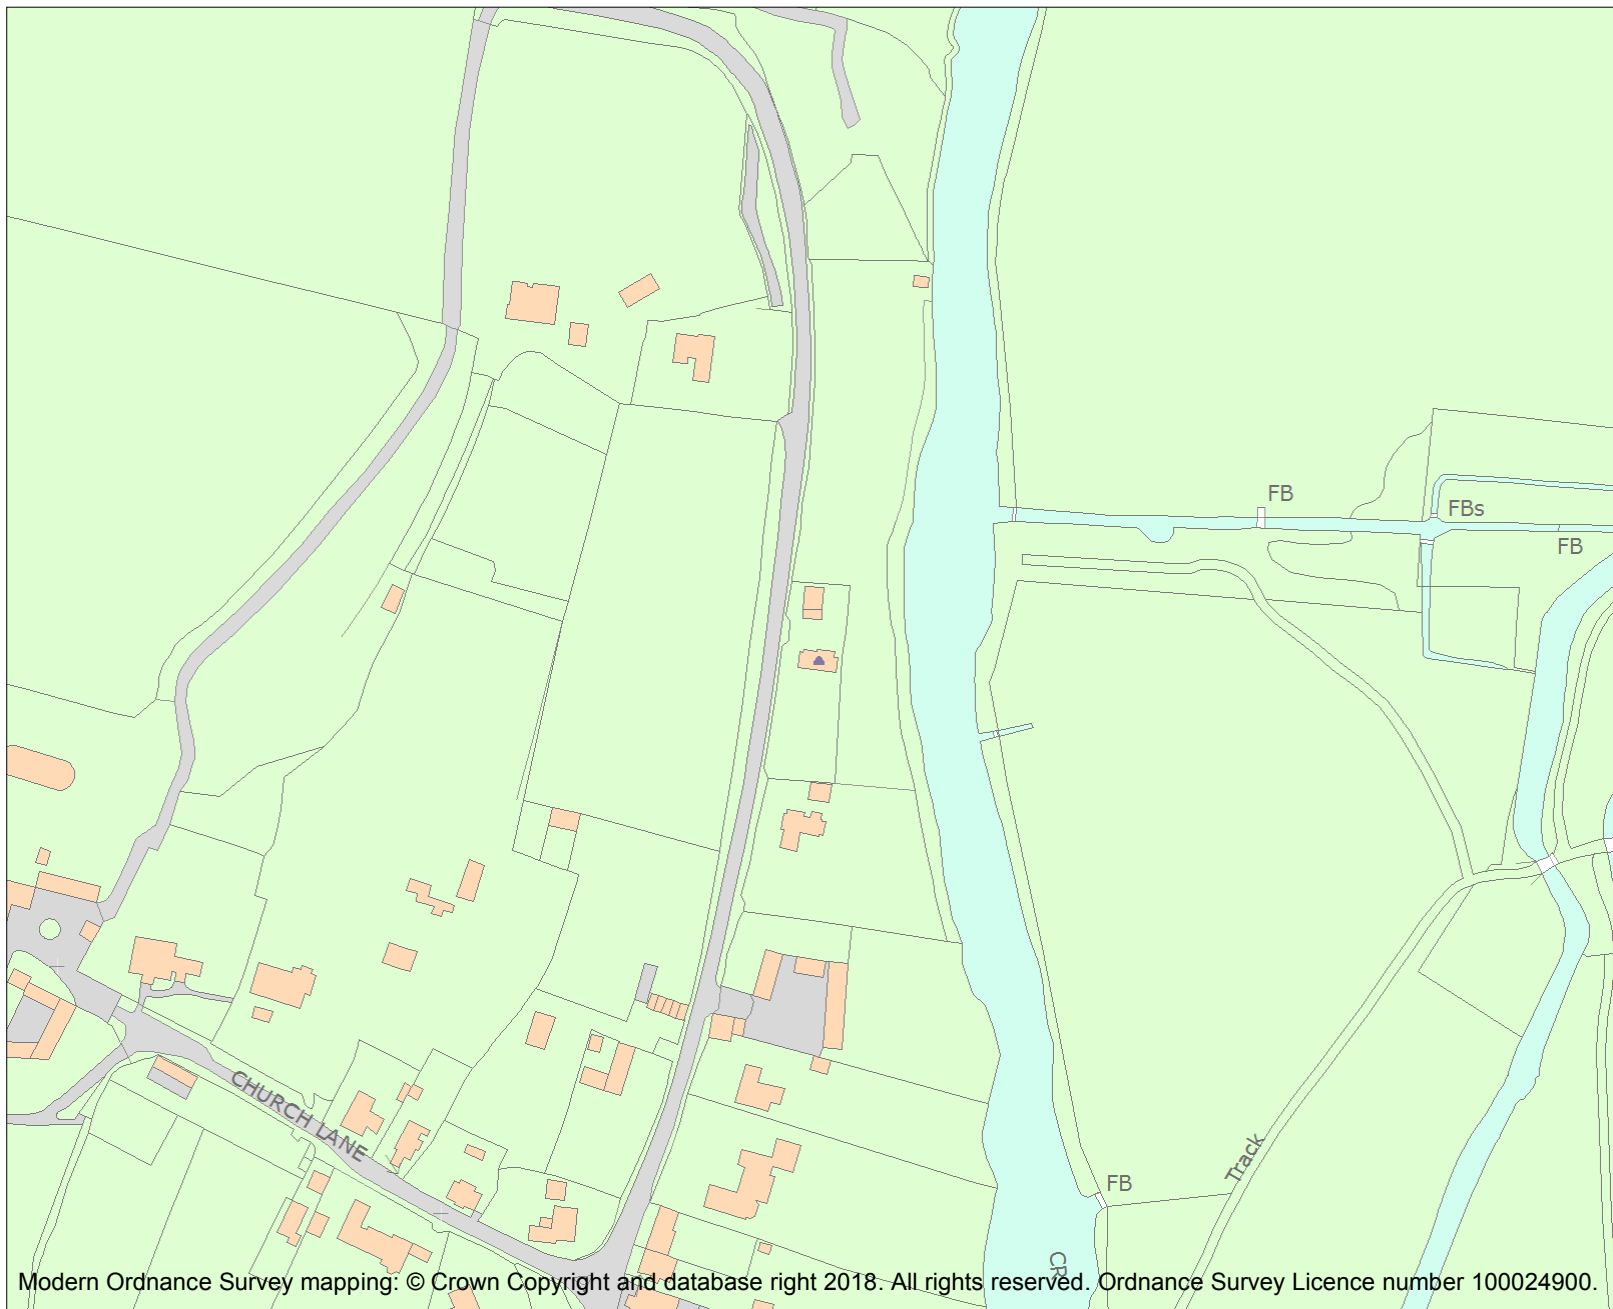 FB
FBs
FB
CHURCH LANE
Track
FB
CR
Modern Ordnance Survey mapping: © Crown Copyright and database right 2018. All rights reserved. Ordnance Survey Licence number 100024900.